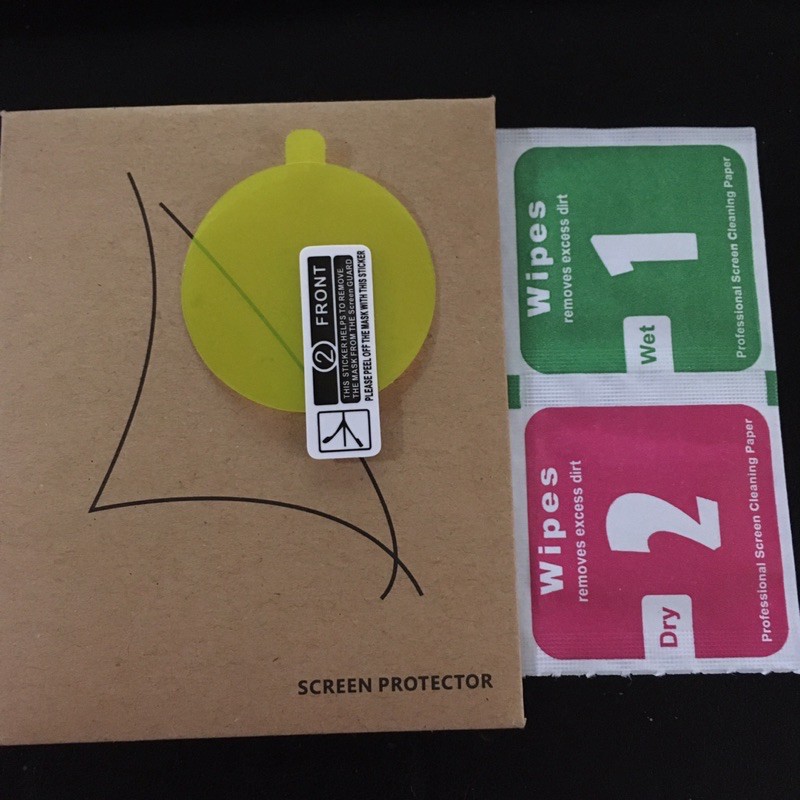 2 FRONT
THIS STICKER HELPS TO REMOVE
THE MASK FROM THE Screen GUARD
PLEASE PEEL OFF THE MASK WITH THIS STICKER
SCREEN PROTECTOR
Wipes
removes excess dirt
1
Wet
Professional Screen Cleaning Paper
Wipes
removes excess dirt
2
Dry
Professional Screen Cleaning Paper